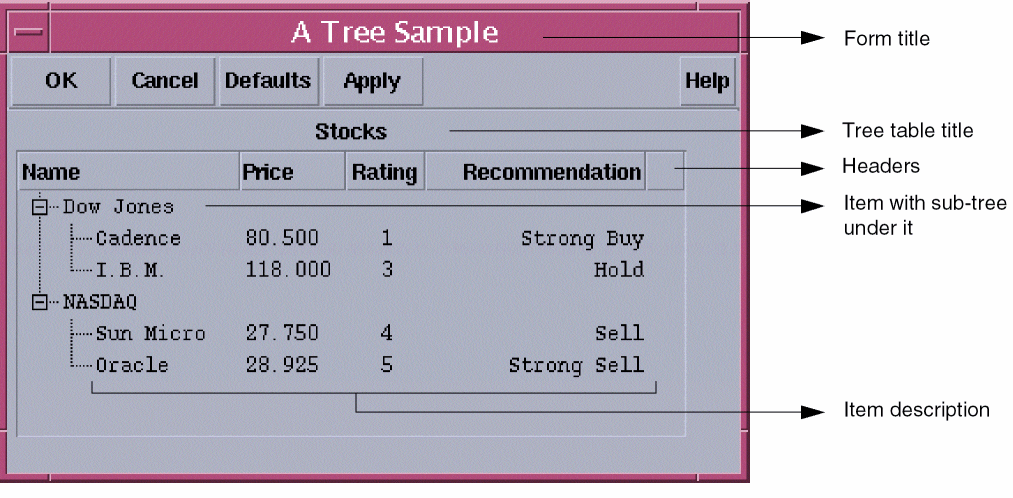 A Tree Sample
Form title
OK Cancel Defaults Apply Help
Stocks
Tree table title
Name Price Rating Recommendation
Headers
Dow Jones
Item with sub-tree
under it
Cadence 80.500 1 Strong Buy
I.B.M. 118.000 3 Hold
NASDAQ
Sun Micro 27.750 4 Sell
Oracle 28.925 5 Strong Sell
Item description